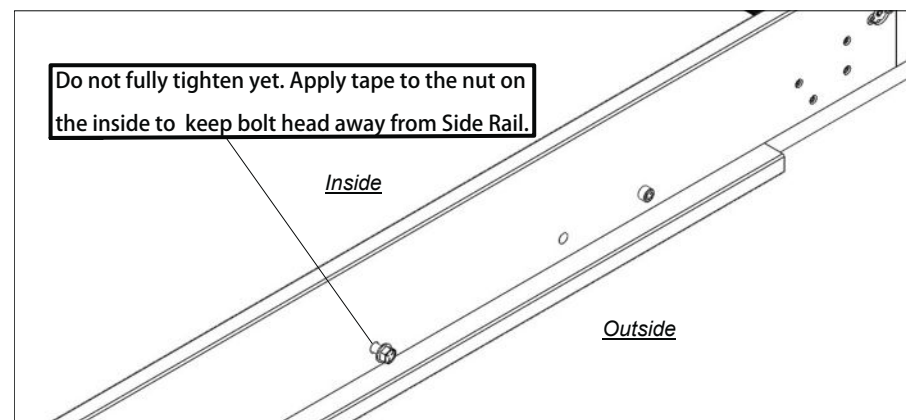 Do not fully tighten yet. Apply tape to the nut on
the inside to keep bolt head away from Side Rail.
Inside
Outside